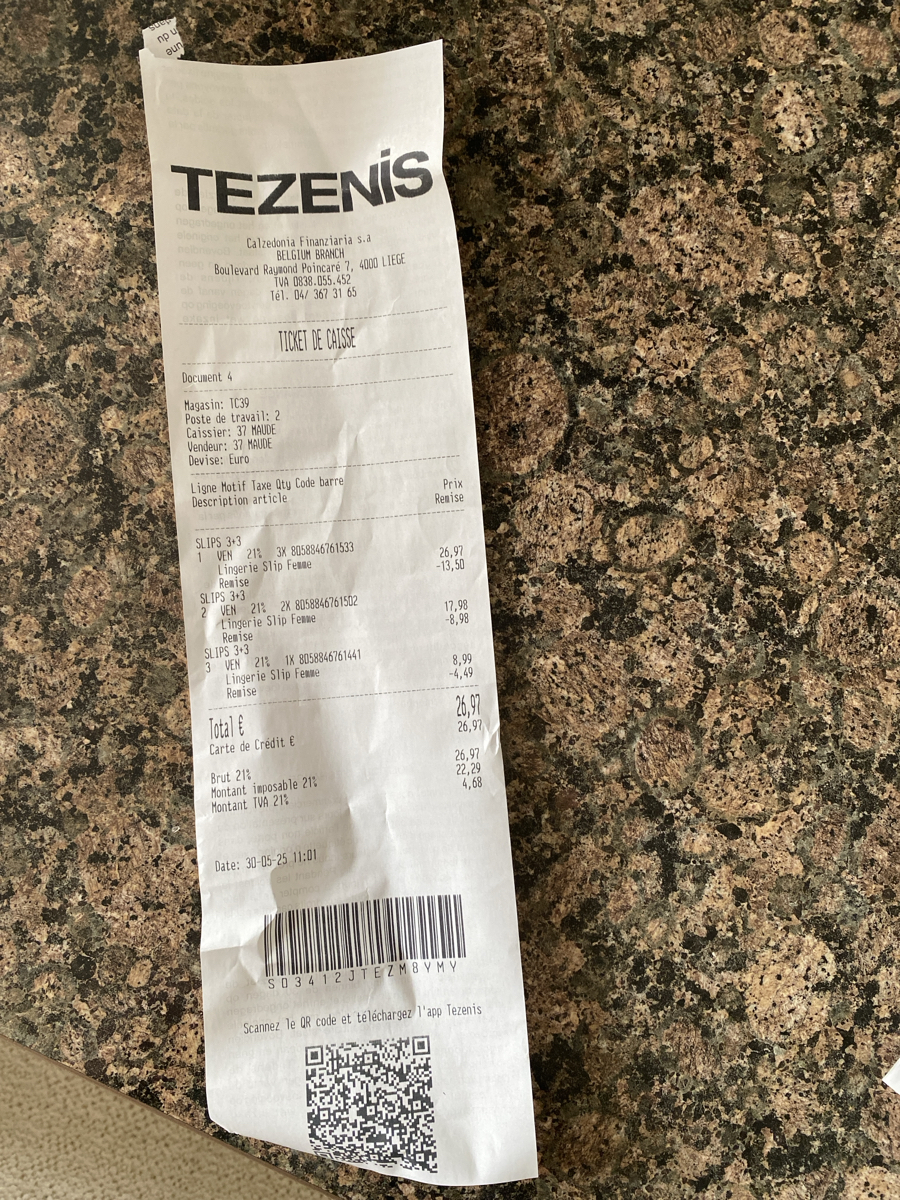 une
TEZENIS
Calzedonia Finanziaria s.a
BELGIUM BRANCH
Boulevard Raymond Poincaré 7, 4000 LIEGE
TVA 0838.055.452
Tél. 04/ 367 31 65
TICKET DE CAISSE
Document 4
Magasin: TC39
Poste de travail: 2
Caissier: 37 MAUDE
Vendeur: 37 MAUDE
Devise: Euro
Ligne Motif Taxe Qty Code barre Prix
Description article Remise
SLIPS 3+3
1 VEN 21% 3X 8058846761533 26,97
Lingerie Slip Femme -13,50
Remise
SLIPS 3+3
2 VEN 21% 2X 8058846761502 17,98
Lingerie Slip Femme -8,98
Remise
SLIPS 3+3
3 VEN 21% 1X 8058846761441 8,99
Lingerie Slip Femme -4,49
Remise
Total € 26,97
Carte de Crédit € 26,97
Brut 21% 26,97
Montant imposable 21% 22,29
Montant TVA 21% 4,68
Date: 30-05-25 11:01
S03412JTEZM8YMY
Scannez le QR code et téléchargez l'app Tezenis